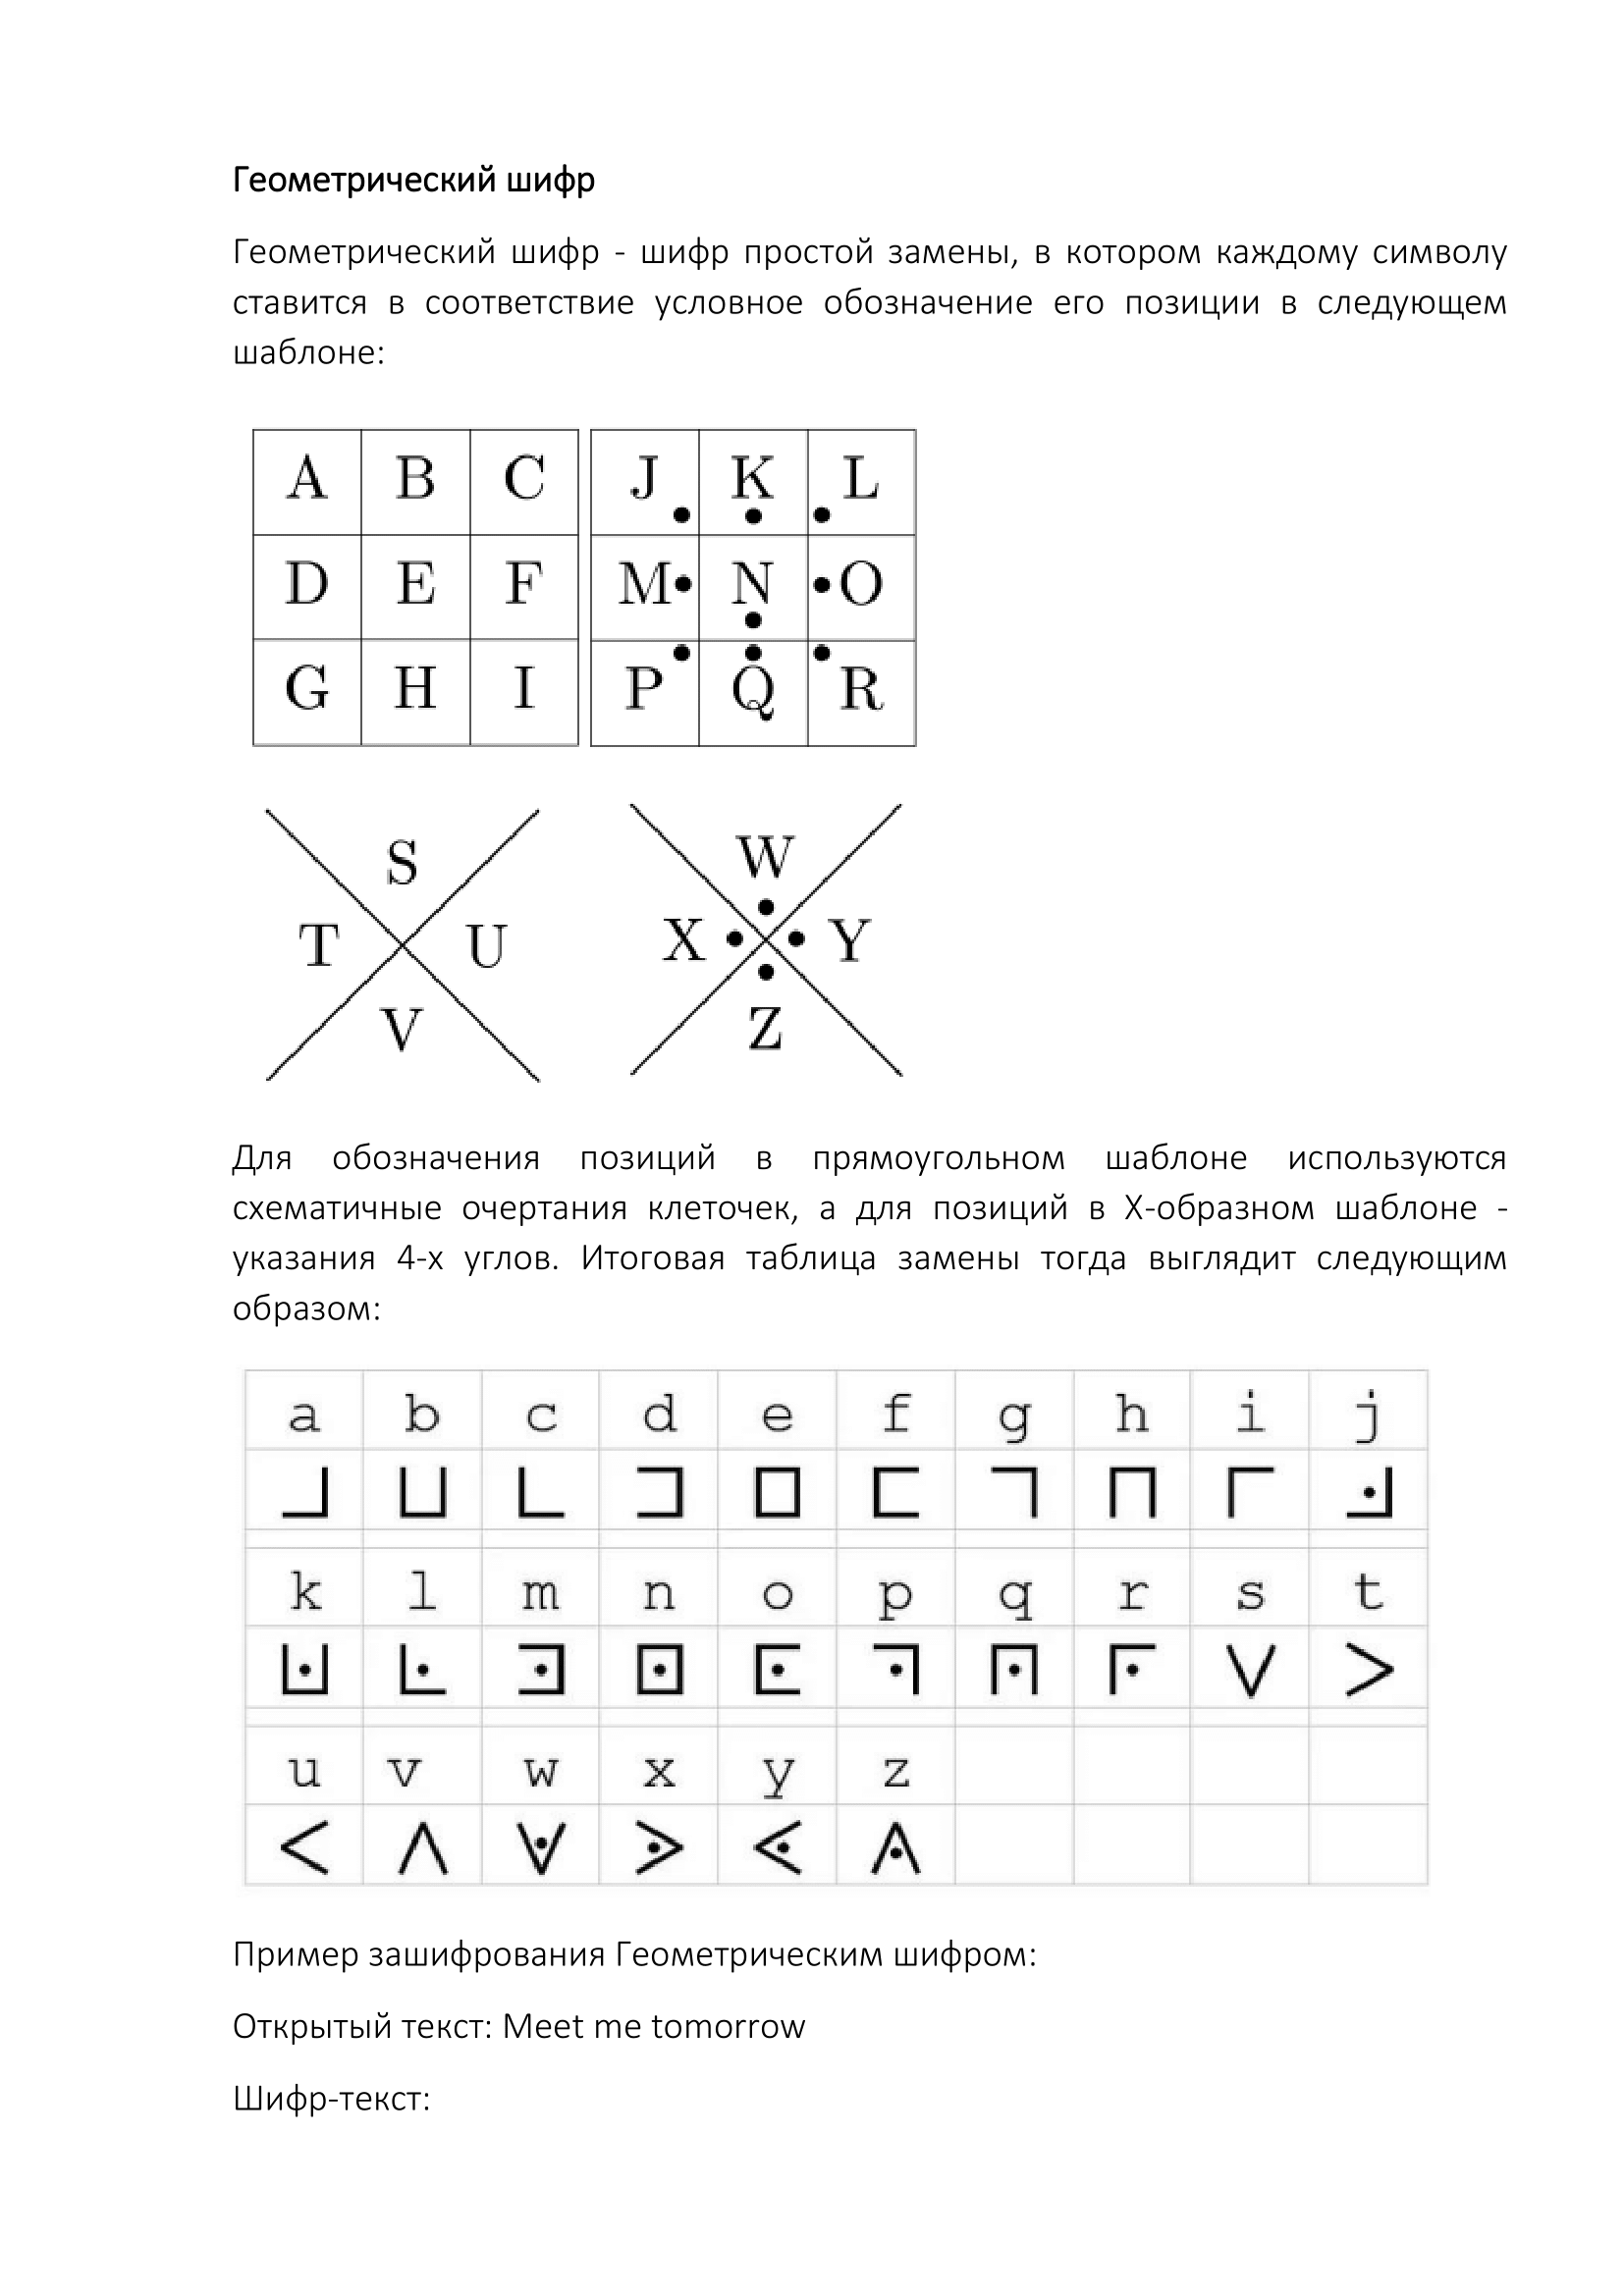 Геометрический шифр
Геометрический шифр - шифр простой замены, в котором каждому символу
ставится в соответствие условное обозначение его позиции в следующем
шаблоне:
A B C J K L
D E F M N O
G H I P Q R
S W
T U X Y
V Z
Для обозначения позиций в прямоугольном шаблоне используются
схематичные очертания клеточек, а для позиций в Х-образном шаблоне -
указания 4-х углов. Итоговая таблица замены тогда выглядит следующим
образом:
a b c d e f g h i j
k l m n o p q r s t
u v w x y z
Пример зашифрования Геометрическим шифром:
Открытый текст: Meet me tomorrow
Шифр-текст: